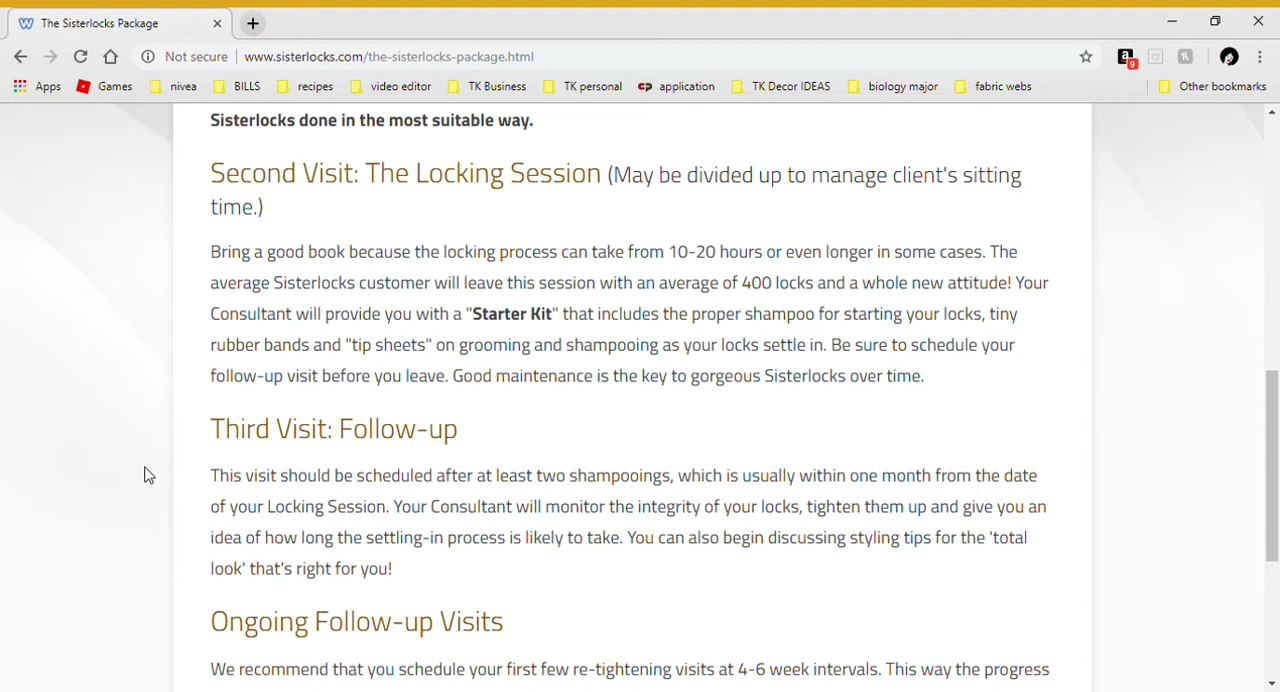 The Sisterlocks Package
Not secure
www.sisterlocks.com/the-sisterlocks-package.html
9
Apps
Games
nivea
BILLS
recipes
video editor
TK Business
TK personal
application
TK Decor IDEAS
biology major
fabric webs
Other bookmarks
Sisterlocks done in the most suitable way.
Second Visit: The Locking Session (May be divided up to manage client's sitting
time.)
Bring a good book because the locking process can take from 10-20 hours or even longer in some cases. The
average Sisterlocks customer will leave this session with an average of 400 locks and a whole new attitude! Your
Consultant will provide you with a "Starter Kit" that includes the proper shampoo for starting your locks, tiny
rubber bands and "tip sheets" on grooming and shampooing as your locks settle in. Be sure to schedule your
follow-up visit before you leave. Good maintenance is the key to gorgeous Sisterlocks over time.
Third Visit: Follow-up
This visit should be scheduled after at least two shampooings, which is usually within one month from the date
of your Locking Session. Your Consultant will monitor the integrity of your locks, tighten them up and give you an
idea of how long the settling-in process is likely to take. You can also begin discussing styling tips for the 'total
look' that's right for you!
Ongoing Follow-up Visits
We recommend that you schedule your first few re-tightening visits at 4-6 week intervals. This way the progress